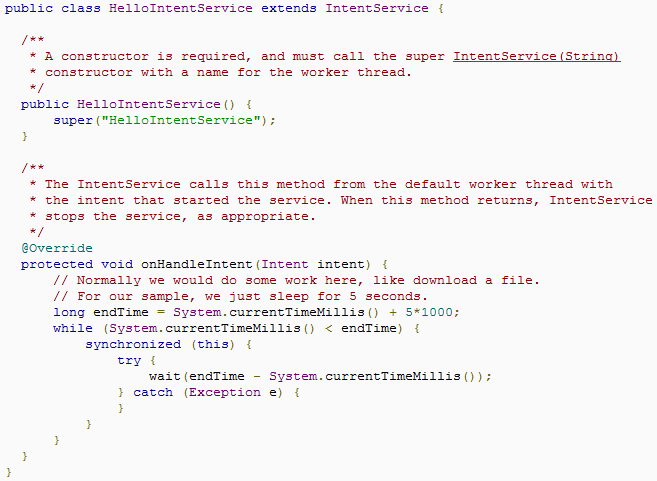 public class HelloIntentService extends IntentService {

  /**
   * A constructor is required, and must call the super IntentService(String)
   * constructor with a name for the worker thread.
   */
  public HelloIntentService() {
      super("HelloIntentService");
  }

  /**
   * The IntentService calls this method from the default worker thread with
   * the intent that started the service. When this method returns, IntentService
   * stops the service, as appropriate.
   */
  @Override
  protected void onHandleIntent(Intent intent) {
      // Normally we would do some work here, like download a file.
      // For our sample, we just sleep for 5 seconds.
      long endTime = System.currentTimeMillis() + 5*1000;
      while (System.currentTimeMillis() < endTime) {
          synchronized (this) {
              try {
                  wait(endTime - System.currentTimeMillis());
              } catch (Exception e) {
              }
          }
      }
  }
}